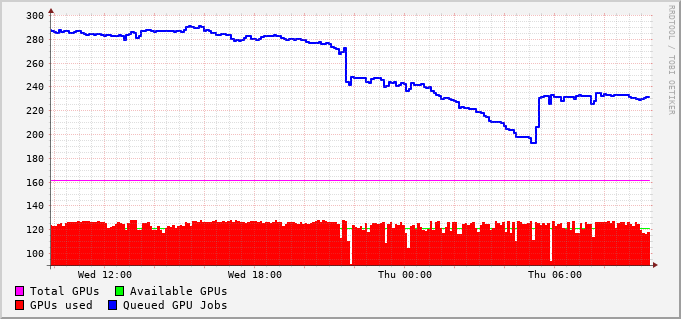 300
280
260
240
220
200
180
160
140
120
100
Wed 12:00 Wed 18:00 Thu 00:00 Thu 06:00
Total GPUs Available GPUs
GPUs used Queued GPU Jobs
RRDTOOL / TOBI OETIKER